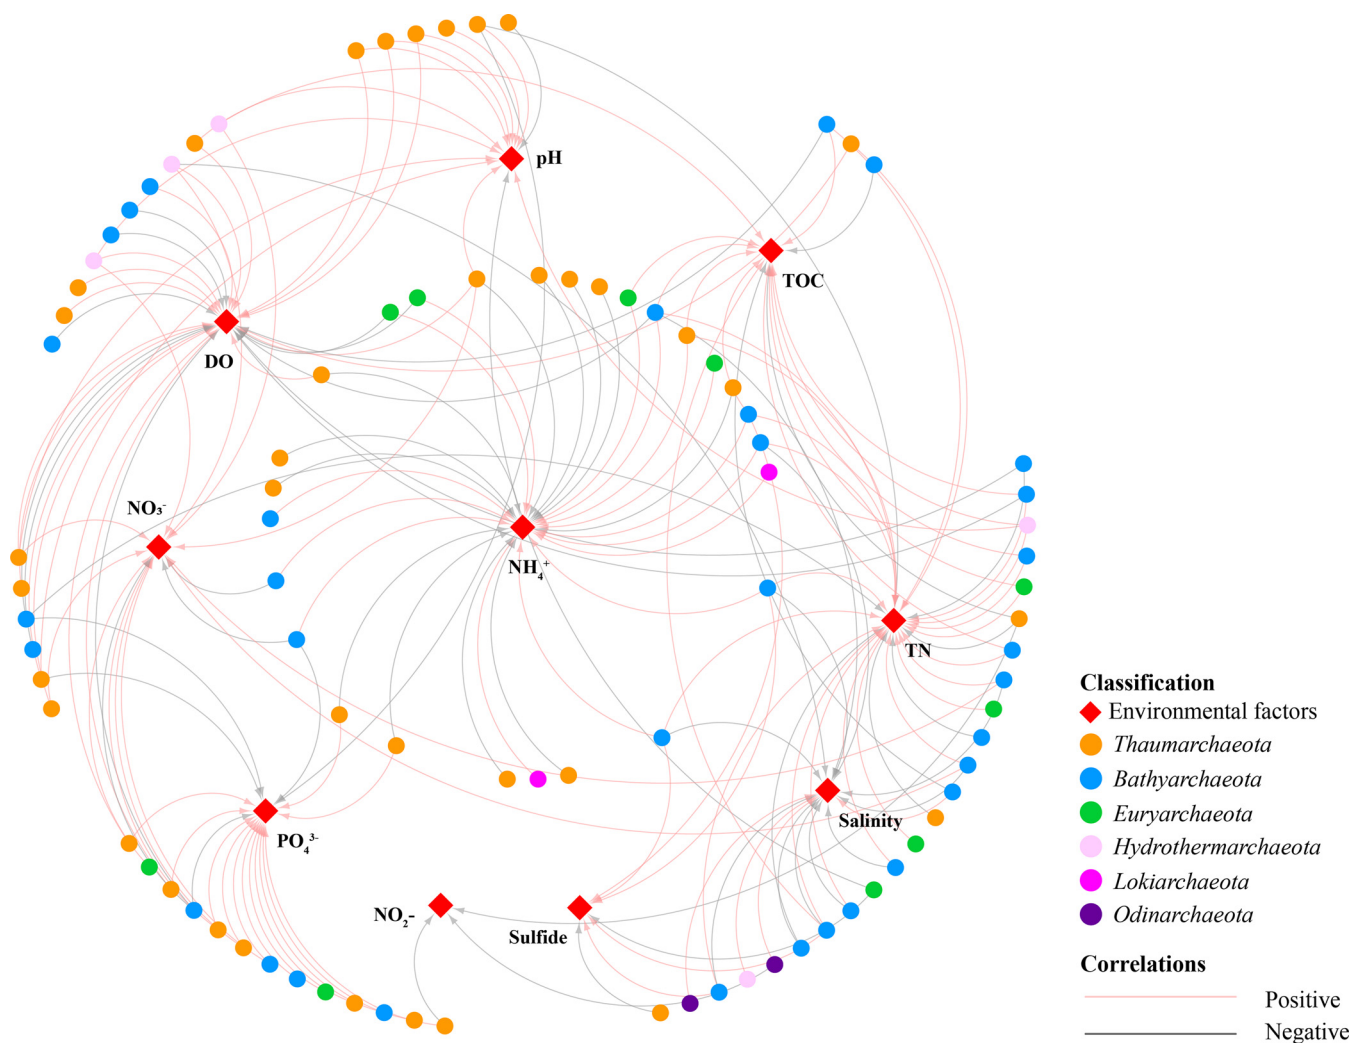 pH
TOC
DO
NO₃⁻
NH₄⁺
TN
Classification
Environmental factors
Thaumarchaeota
Bathyarchaeota
Salinity
Euryarchaeota
PO₄³⁻
Hydrothermarchaeota
Lokiarchaeota
NO₂–
Odinarchaeota
Sulfide
Correlations
Positive
Negative